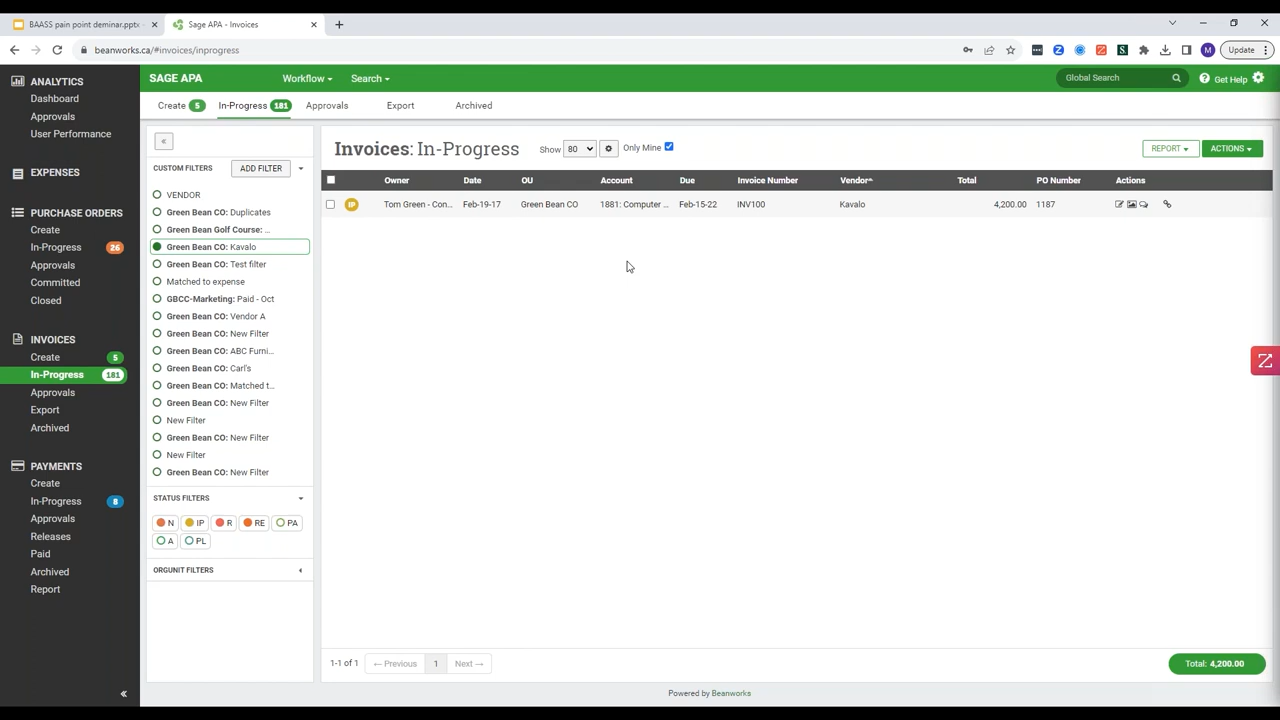 BAASS pain point deminar.pptx
Sage APA - Invoices
beanworks.ca/#invoices/inprogress
Update
ANALYTICS
Dashboard
Approvals
User Performance
EXPENSES
PURCHASE ORDERS
Create
In-Progress 26
Approvals
Committed
Closed
INVOICES
Create 5
In-Progress 181
Approvals
Export
Archived
PAYMENTS
Create
In-Progress 8
Approvals
Releases
Paid
Archived
Report
SAGE APA Workflow Search Global Search Get Help
Create 5 In-Progress 181 Approvals Export Archived
CUSTOM FILTERS ADD FILTER
VENDOR
Green Bean CO: Duplicates
Green Bean Golf Course: ...
Green Bean CO: Kavalo
Green Bean CO: Test filter
Matched to expense
GBCC-Marketing: Paid - Oct
Green Bean CO: Vendor A
Green Bean CO: New Filter
Green Bean CO: ABC Furni...
Green Bean CO: Carl's
Green Bean CO: Matched t...
Green Bean CO: New Filter
New Filter
Green Bean CO: New Filter
New Filter
Green Bean CO: New Filter
STATUS FILTERS
N IP R RE PA
A PL
ORGUNIT FILTERS
Invoices: In-Progress Show 80 Only Mine REPORT ACTIONS
Owner Date OU Account Due Invoice Number Vendor Total PO Number Actions
IP Tom Green - Con... Feb-19-17 Green Bean CO 1881: Computer ... Feb-15-22 INV100 Kavalo 4,200.00 1187
1-1 of 1 ← Previous 1 Next → Total: 4,200.00
Powered by Beanworks